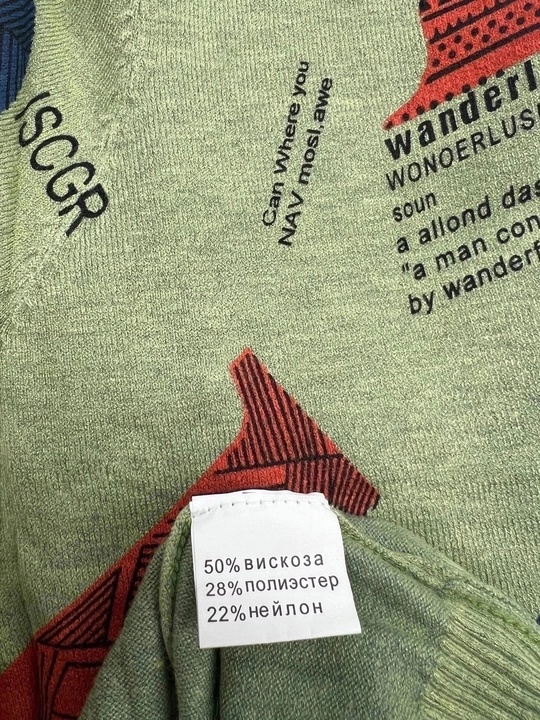 ISCGR
Can Where you
NAV mosl,awe
wanderl
WONOERLUS
soun
a allond das
"a man con
by wanderf
50% вискоза
28% полиэстер
22% нейлон